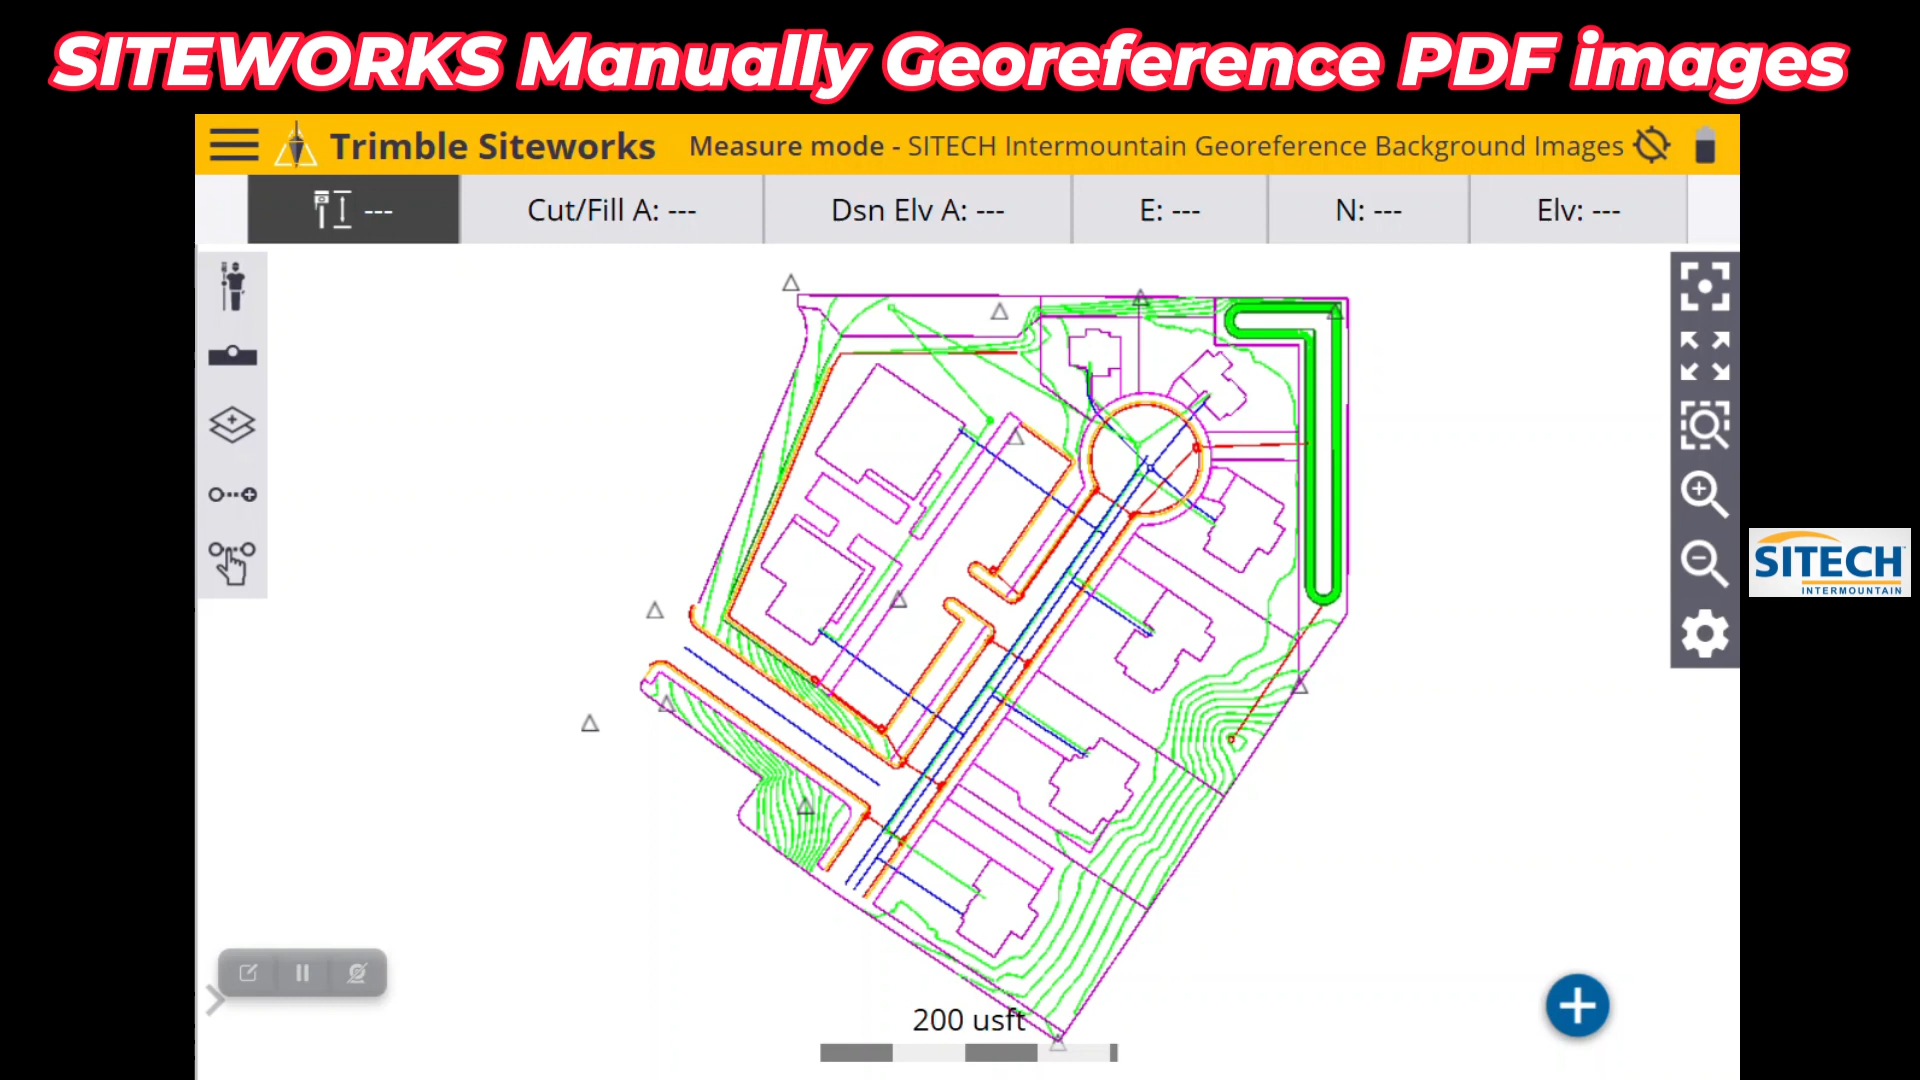 SITEWORKS Manually Georeference PDF images
Trimble Siteworks Measure mode - SITECH Intermountain Georeference Background Images
--- Cut/Fill A: --- Dsn Elv A: --- E: --- N: --- Elv: ---
SITECH
INTERMOUNTAIN
200 usft